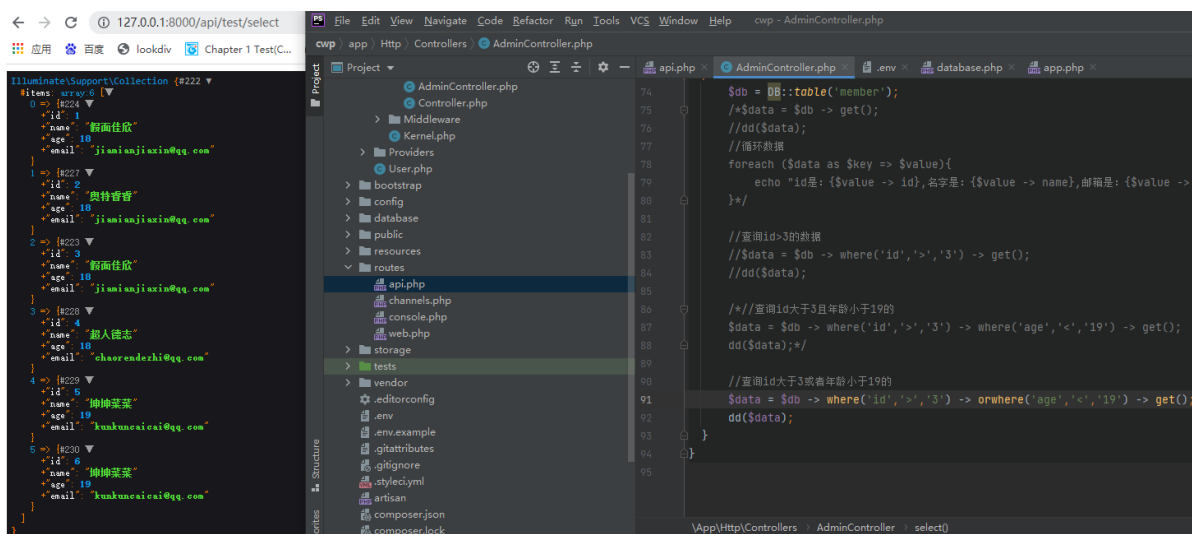 127.0.0.1:8000/api/test/select
应用 百度 lookdiv Chapter 1 Test(C...
Illuminate\Support\Collection {#222 ▼
#items: array:6 [▼
0 => {#224 ▼
+"id": 1
+"name": "假面佳欣"
+"age": 18
+"email": "jiamianjiaxin@qq.com"
}
1 => {#227 ▼
+"id": 2
+"name": "奥特睿睿"
+"age": 18
+"email": "jiamianjiaxin@qq.com"
}
2 => {#223 ▼
+"id": 3
+"name": "假面佳欣"
+"age": 18
+"email": "jiamianjiaxin@qq.com"
}
3 => {#228 ▼
+"id": 4
+"name": "超人德志"
+"age": 18
+"email": "chaorendezhi@qq.com"
}
4 => {#229 ▼
+"id": 5
+"name": "坤坤菜菜"
+"age": 19
+"email": "kunkuncaicai@qq.com"
}
5 => {#230 ▼
+"id": 6
+"name": "坤坤菜菜"
+"age": 19
+"email": "kunkuncaicai@qq.com"
}
]
}
PS File Edit View Navigate Code Refactor Run Tools VCS Window Help cwp - AdminController.php
cwp app Http Controllers AdminController.php
Project
Structure
Project
AdminController.php
Controller.php
Middleware
Kernel.php
Providers
User.php
bootstrap
config
database
public
resources
routes
api.php
channels.php
console.php
web.php
storage
tests
vendor
.editorconfig
.env
.env.example
.gitattributes
.gitignore
.styleci.yml
artisan
composer.json
composer.lock
api.php × AdminController.php × .env × database.php × app.php ×
74 $db = DB::table('member');
75 /*$data = $db -> get();
76 //dd($data);
77 //循环数据
78 foreach ($data as $key => $value){
79 echo "id是: {$value -> id},名字是: {$value -> name},邮箱是: {$value ->
80 }*/
81
82 //查询id>3的数据
83 //$data = $db -> where('id','>','3') -> get();
84 //dd($data);
85
86 /*//查询id大于3且年龄小于19的
87 $data = $db -> where('id','>','3') -> where('age','<','19') -> get();
88 dd($data);*/
89
90 //查询id大于3或者年龄小于19的
91 $data = $db -> where('id','>','3') -> orwhere('age','<','19') -> get();
92 dd($data);
93 }
94 }
95
\App\Http\Controllers AdminController select()